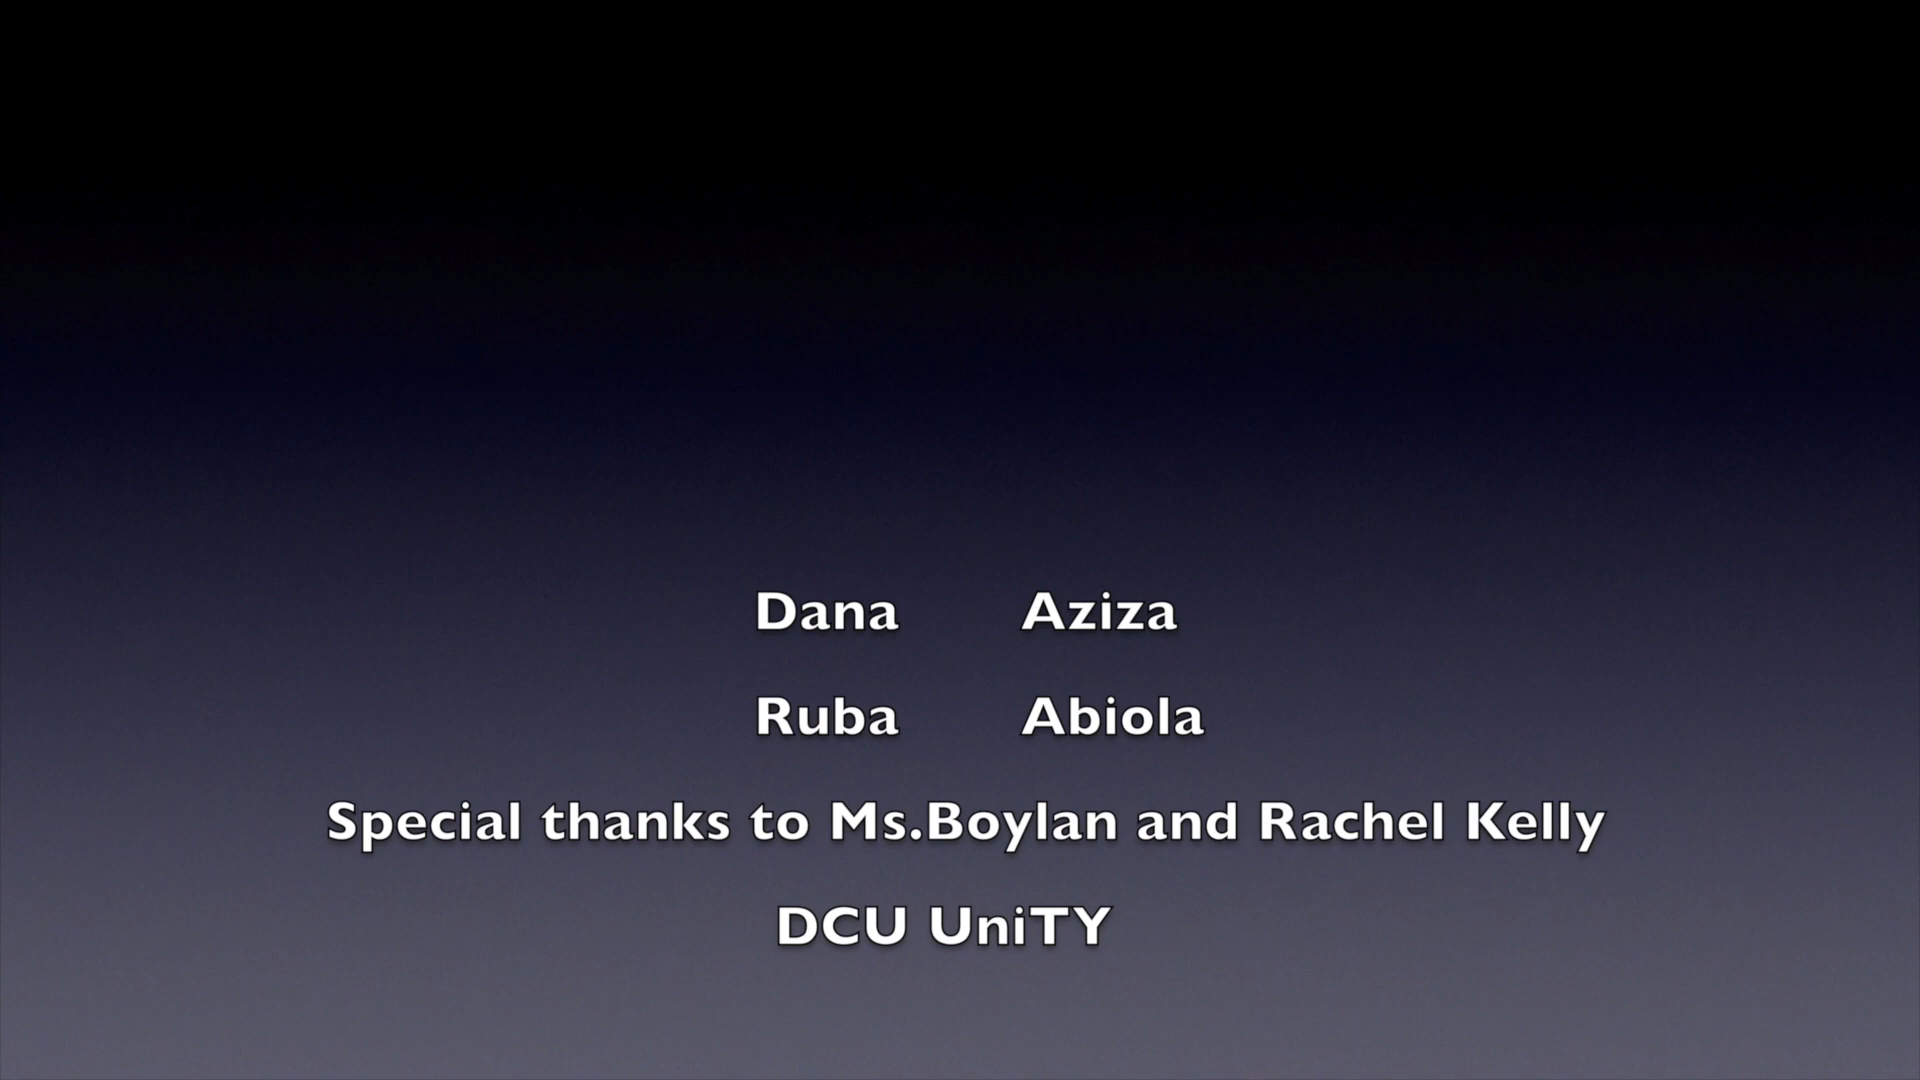 Dana Aziza
Ruba Abiola
Special thanks to Ms.Boylan and Rachel Kelly
DCU UniTY